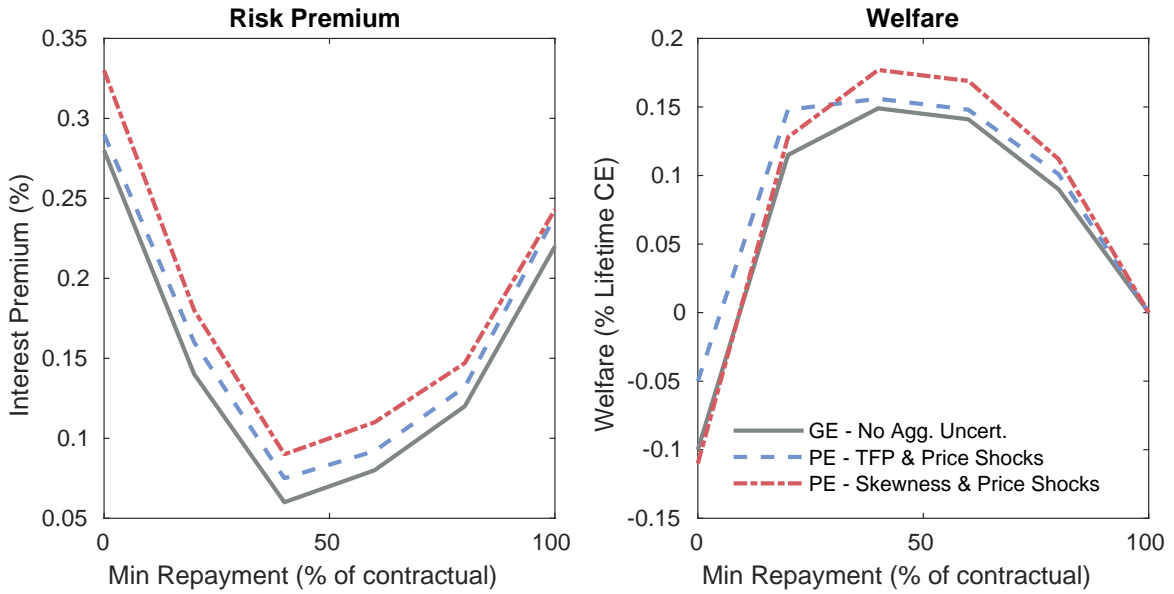 Risk Premium
Interest Premium (%)
0.35
0.3
0.25
0.2
0.15
0.1
0.05
0
50
100
Min Repayment (% of contractual)
Welfare
Welfare (% Lifetime CE)
0.2
0.15
0.1
0.05
0
-0.05
-0.1
-0.15
GE - No Agg. Uncert.
PE - TFP & Price Shocks
PE - Skewness & Price Shocks
0
50
100
Min Repayment (% of contractual)